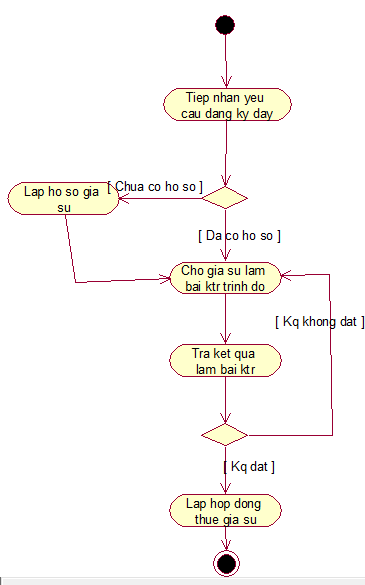 Tiep nhan yeu
cau dang ky day
[ Chua co ho so ]
Lap ho so gia
su
[ Da co ho so ]
Cho gia su lam
bai ktr trinh do
[ Kq khong dat ]
Tra ket qua
lam bai ktr
[ Kq dat ]
Lap hop dong
thue gia su